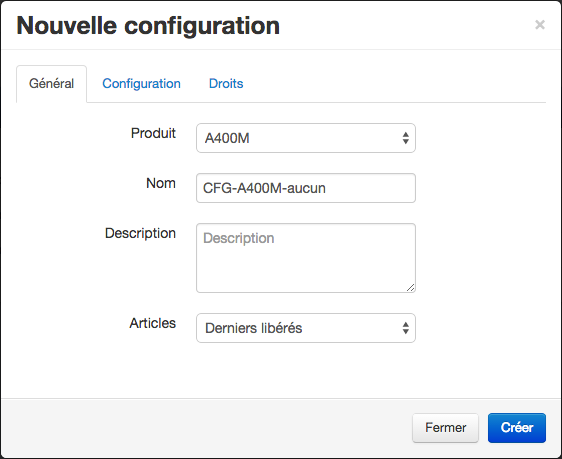 Nouvelle configuration ×
Général Configuration Droits
Produit A400M
Nom CFG-A400M-aucun
Description Description
Articles Derniers libérés
Fermer Créer